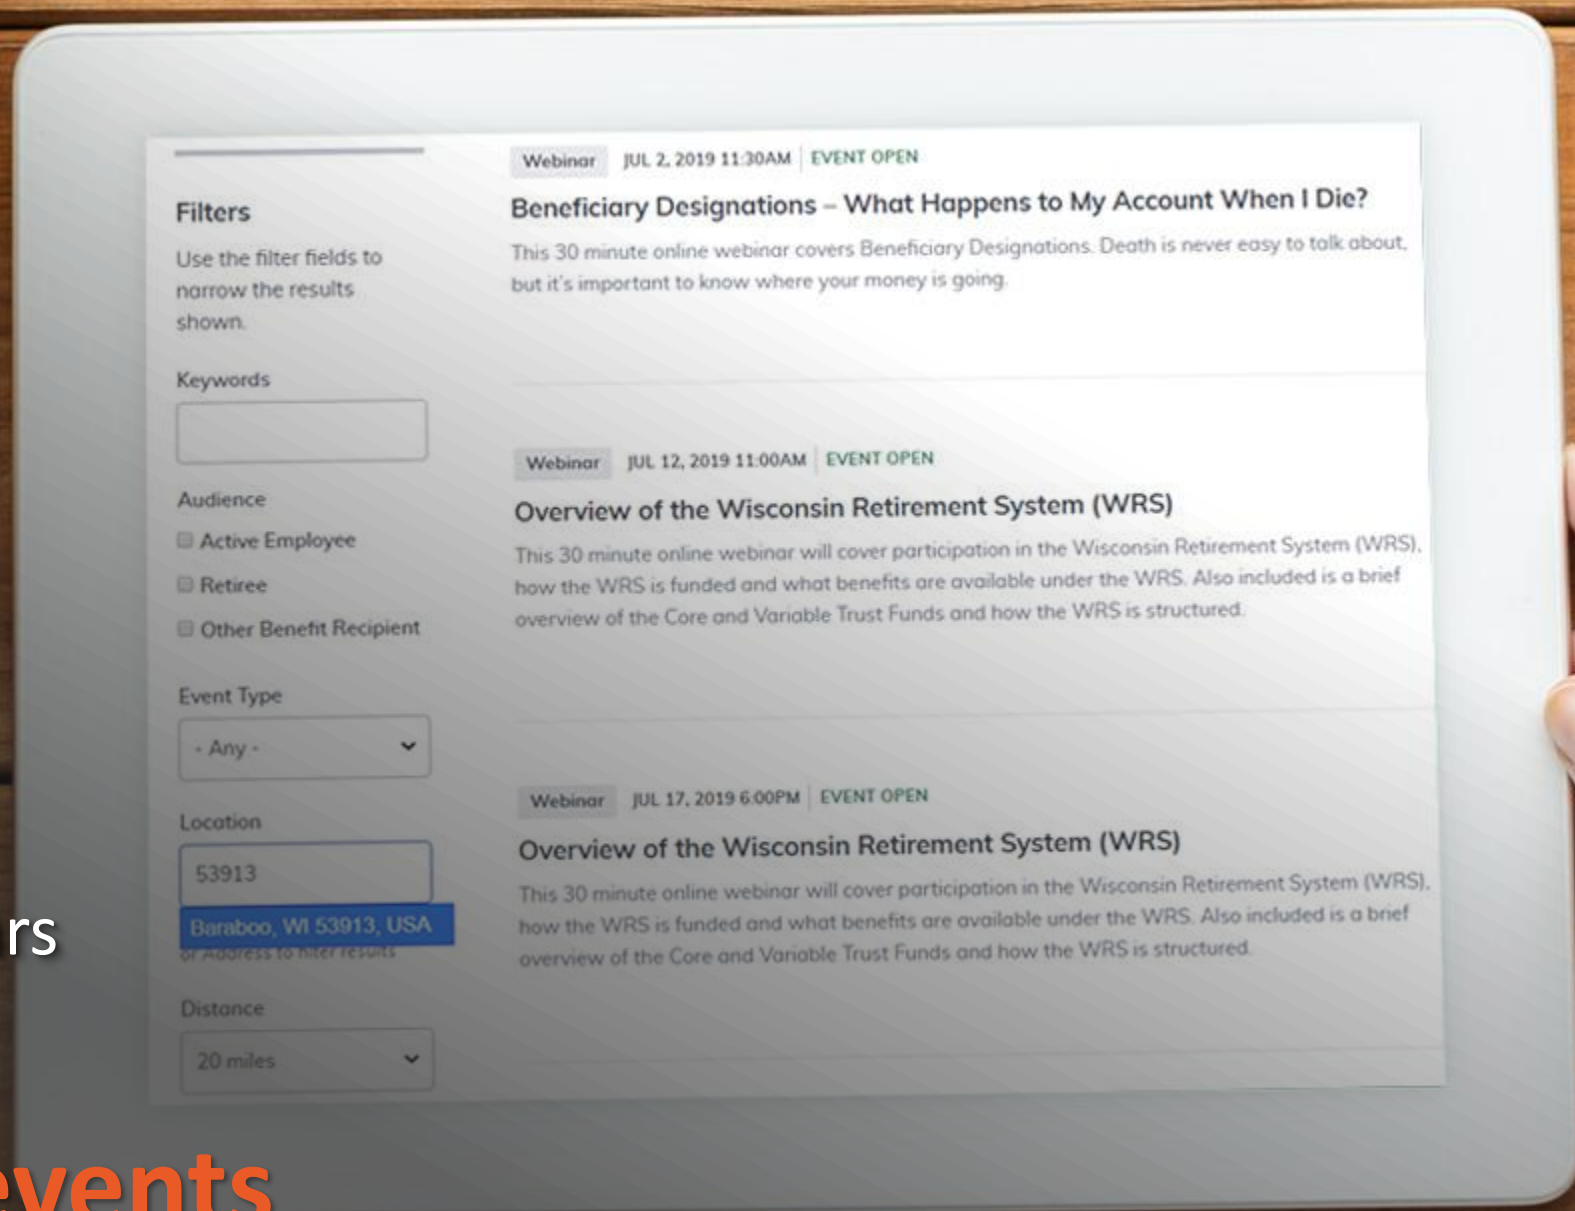 Filters
Use the filter fields to
narrow the results
shown.
Keywords
Audience
Active Employee
Retiree
Other Benefit Recipient
Event Type
- Any -
Location
53913
Baraboo, WI 53913, USA
or Address to filter results
Distance
20 miles
Webinar JUL 2, 2019 11:30AM EVENT OPEN
Beneficiary Designations – What Happens to My Account When I Die?
This 30 minute online webinar covers Beneficiary Designations. Death is never easy to talk about,
but it's important to know where your money is going.
Webinar JUL 12, 2019 11:00AM EVENT OPEN
Overview of the Wisconsin Retirement System (WRS)
This 30 minute online webinar will cover participation in the Wisconsin Retirement System (WRS),
how the WRS is funded and what benefits are available under the WRS. Also included is a brief
overview of the Core and Variable Trust Funds and how the WRS is structured.
Webinar JUL 17, 2019 6:00PM EVENT OPEN
Overview of the Wisconsin Retirement System (WRS)
This 30 minute online webinar will cover participation in the Wisconsin Retirement System (WRS),
how the WRS is funded and what benefits are available under the WRS. Also included is a brief
overview of the Core and Variable Trust Funds and how the WRS is structured.
rs
events